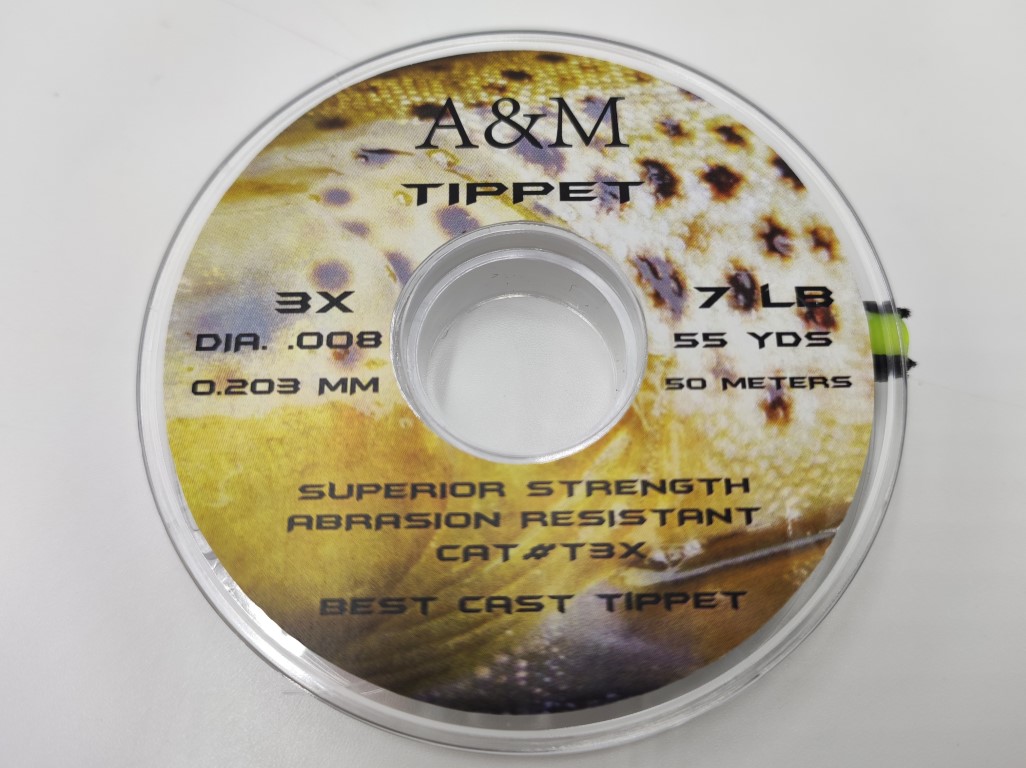 A&M
TIPPET
3X
DIA. .008
0.203 MM
7 LB
55 YDS
50 METERS
SUPERIOR STRENGTH
ABRASION RESISTANT
CAT#T3X
BEST CAST TIPPET